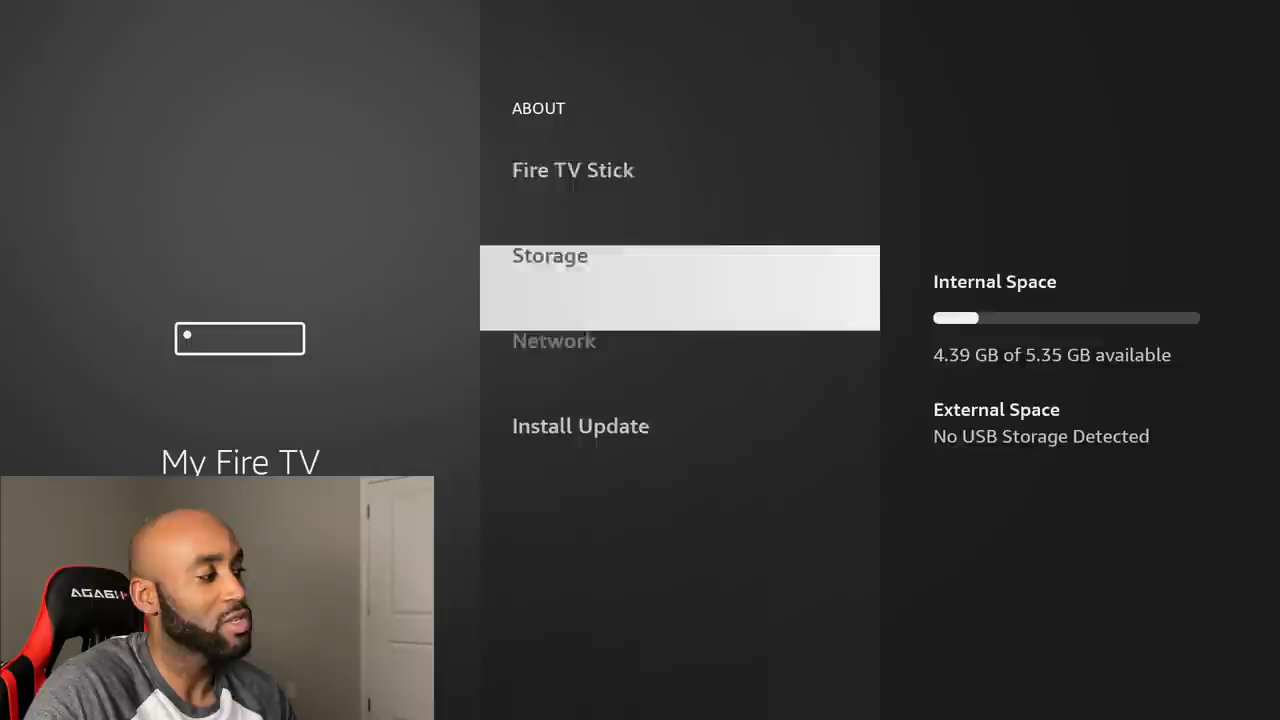 ABOUT
Fire TV Stick
Storage
Network
Install Update
Internal Space
4.39 GB of 5.35 GB available
External Space
No USB Storage Detected
My Fire TV